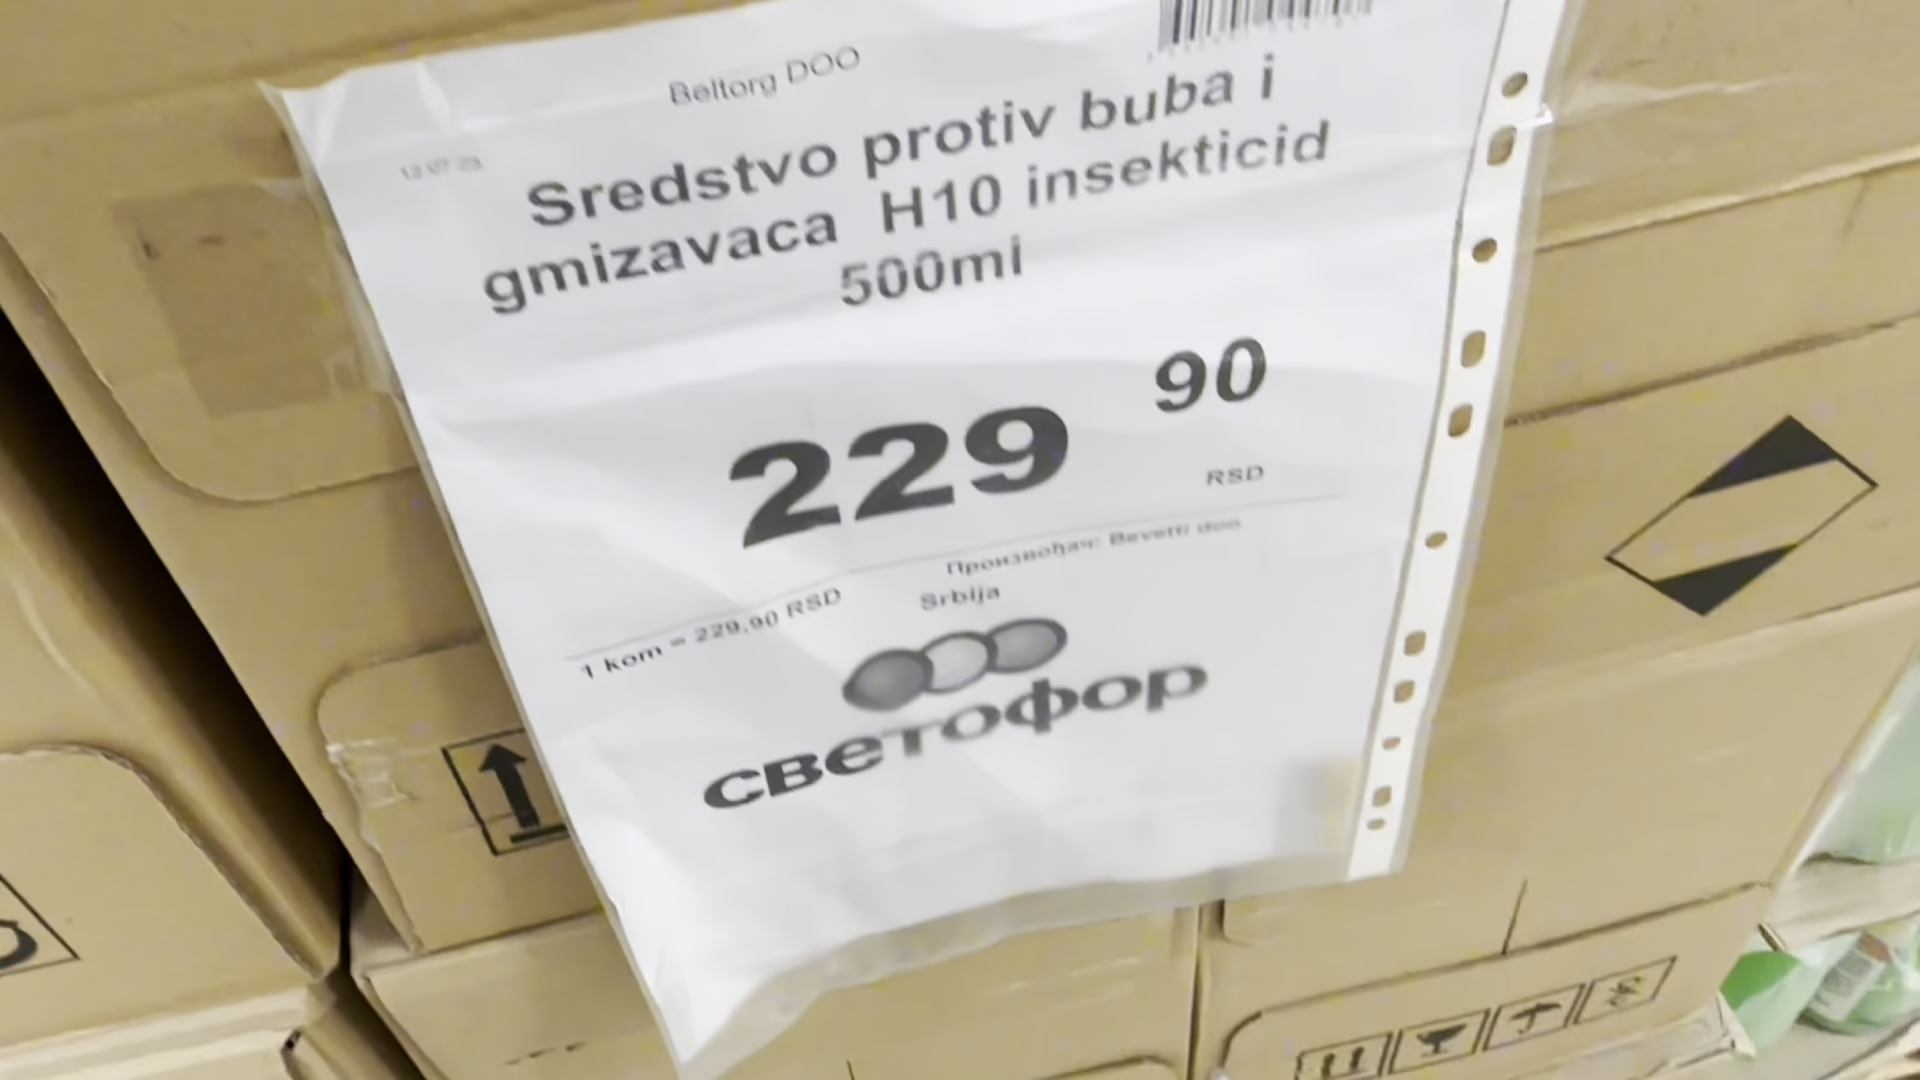 Beltorg DOO
12.07.23
Sredstvo protiv buba i
gmizavaca H10 insekticid
500ml
229 90
RSD
Произвођач: Bevetti doo
1 kom = 229,90 RSD
Srbija
светофор